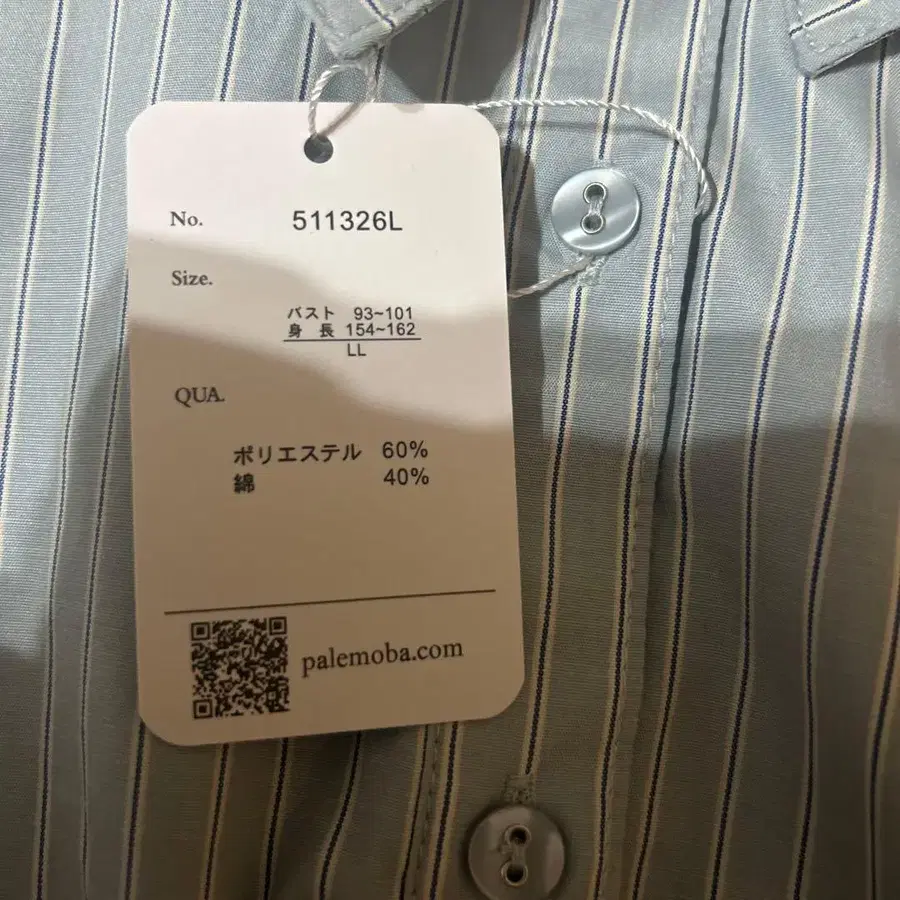 No. 511326L
Size.
バスト 93~101
身 長 154~162
LL
QUA.
ポリエステル 60%
綿 40%
palemoba.com